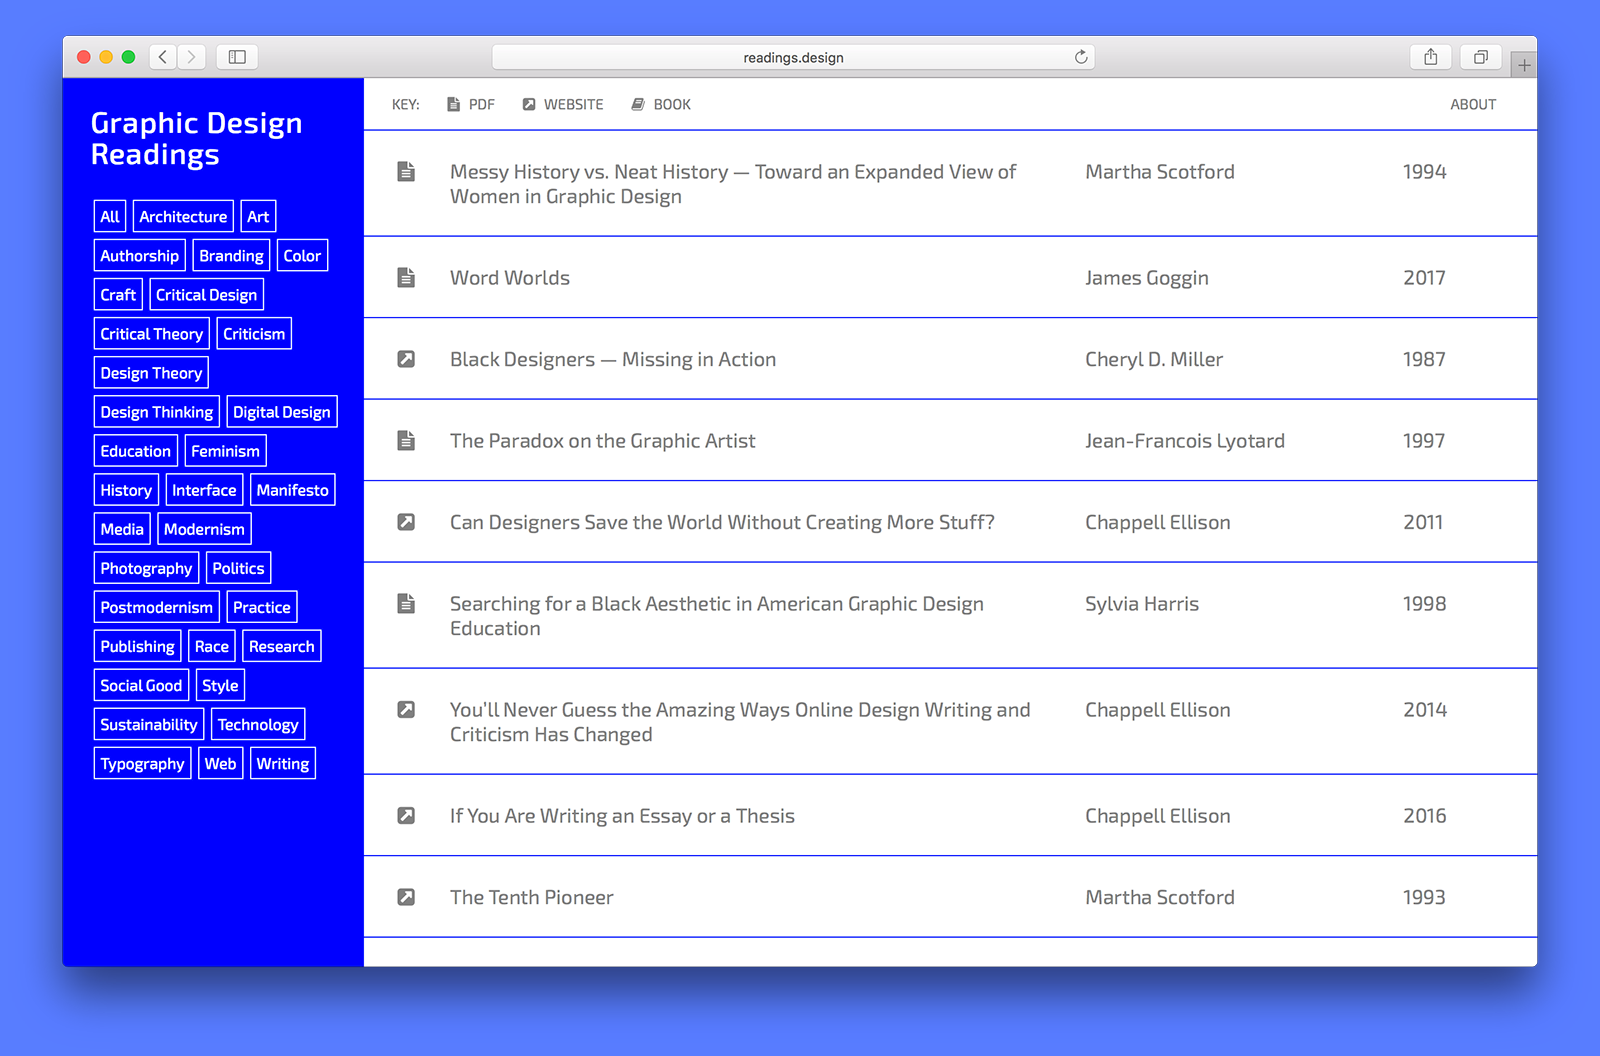 readings.design
Graphic Design
Readings
All Architecture Art
Authorship Branding Color
Craft Critical Design
Critical Theory Criticism
Design Theory
Design Thinking Digital Design
Education Feminism
History Interface Manifesto
Media Modernism
Photography Politics
Postmodernism Practice
Publishing Race Research
Social Good Style
Sustainability Technology
Typography Web Writing
KEY: PDF WEBSITE BOOK ABOUT
Messy History vs. Neat History — Toward an Expanded View of Martha Scotford 1994
Women in Graphic Design
Word Worlds James Goggin 2017
Black Designers — Missing in Action Cheryl D. Miller 1987
The Paradox on the Graphic Artist Jean-Francois Lyotard 1997
Can Designers Save the World Without Creating More Stuff? Chappell Ellison 2011
Searching for a Black Aesthetic in American Graphic Design Sylvia Harris 1998
Education
You'll Never Guess the Amazing Ways Online Design Writing and Chappell Ellison 2014
Criticism Has Changed
If You Are Writing an Essay or a Thesis Chappell Ellison 2016
The Tenth Pioneer Martha Scotford 1993